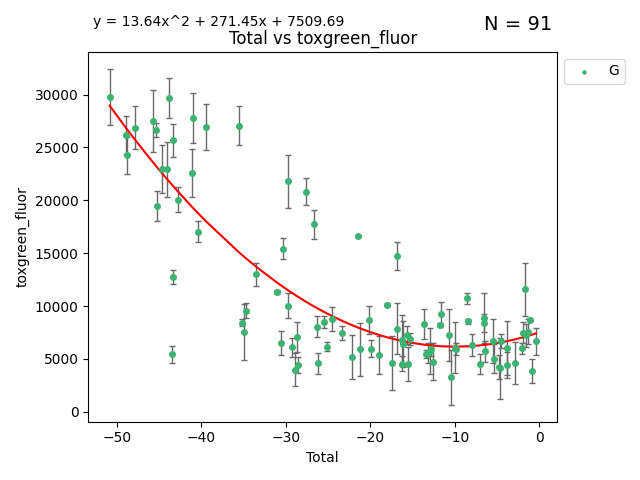 y = 13.64x^2 + 271.45x + 7509.69
N = 91
Total vs toxgreen_fluor
G
30000
25000
20000
15000
10000
5000
0
toxgreen_fluor
−50 −40 −30 −20 −10 0
Total